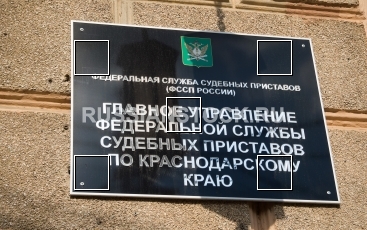 ФЕДЕРАЛЬНАЯ СЛУЖБА СУДЕБНЫХ ПРИСТАВОВ
(ФССП РОССИИ)
ГЛАВНОЕ УПРАВЛЕНИЕ
ФЕДЕРАЛЬНОЙ СЛУЖБЫ
СУДЕБНЫХ ПРИСТАВОВ
ПО КРАСНОДАРСКОМУ
КРАЮ